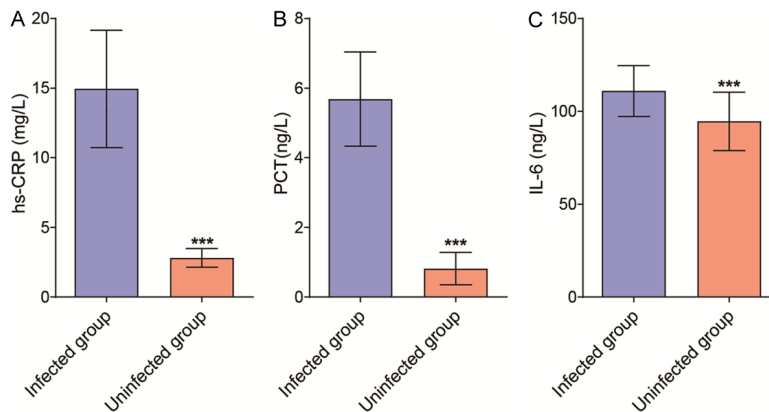 A
hs-CRP (mg/L)
20
15
10
5
0
***
Infected group
Uninfected group
B
PCT(ng/L)
8
6
4
2
0
***
Infected group
Uninfected group
C
IL-6 (ng/L)
150
100
50
0
***
Infected group
Uninfected group